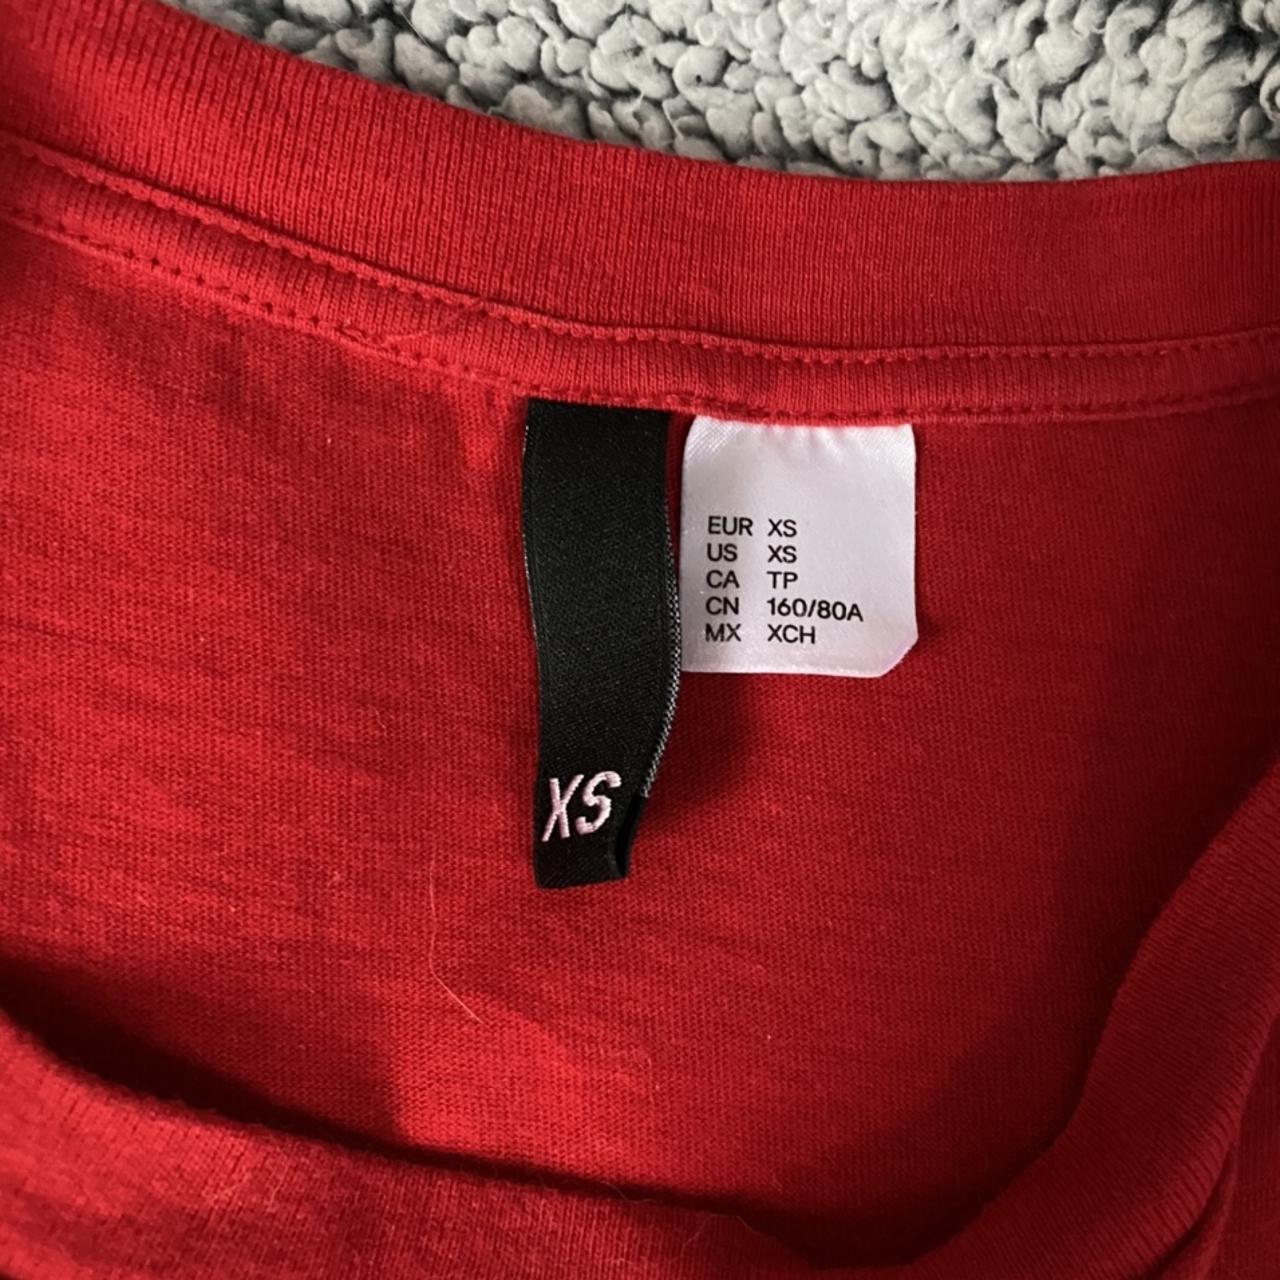 EUR XS
US XS
CA TP
CN 160/80A
MX XCH
XS